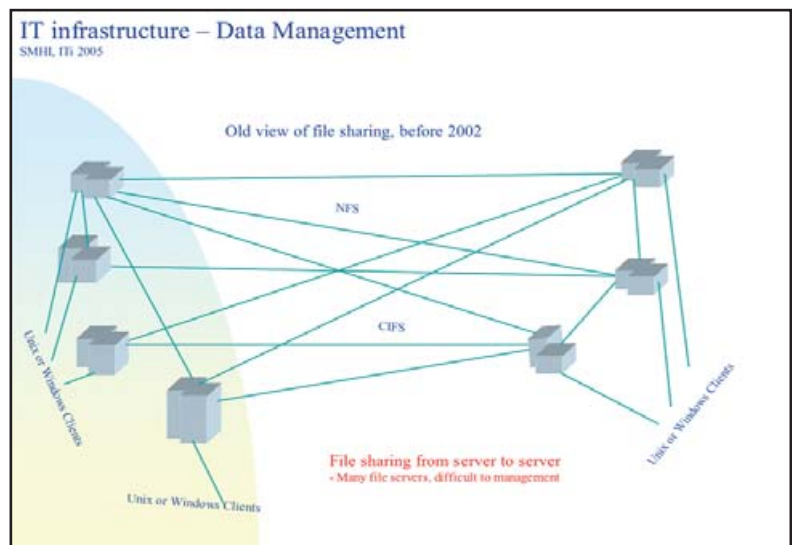 IT infrastructure – Data Management
SMHI, ITi 2005
Old view of file sharing, before 2002
NFS
CIFS
Unix or Windows Clients
Unix or Windows Clients
Unix or Windows Clients
File sharing from server to server
- Many file servers, difficult to management